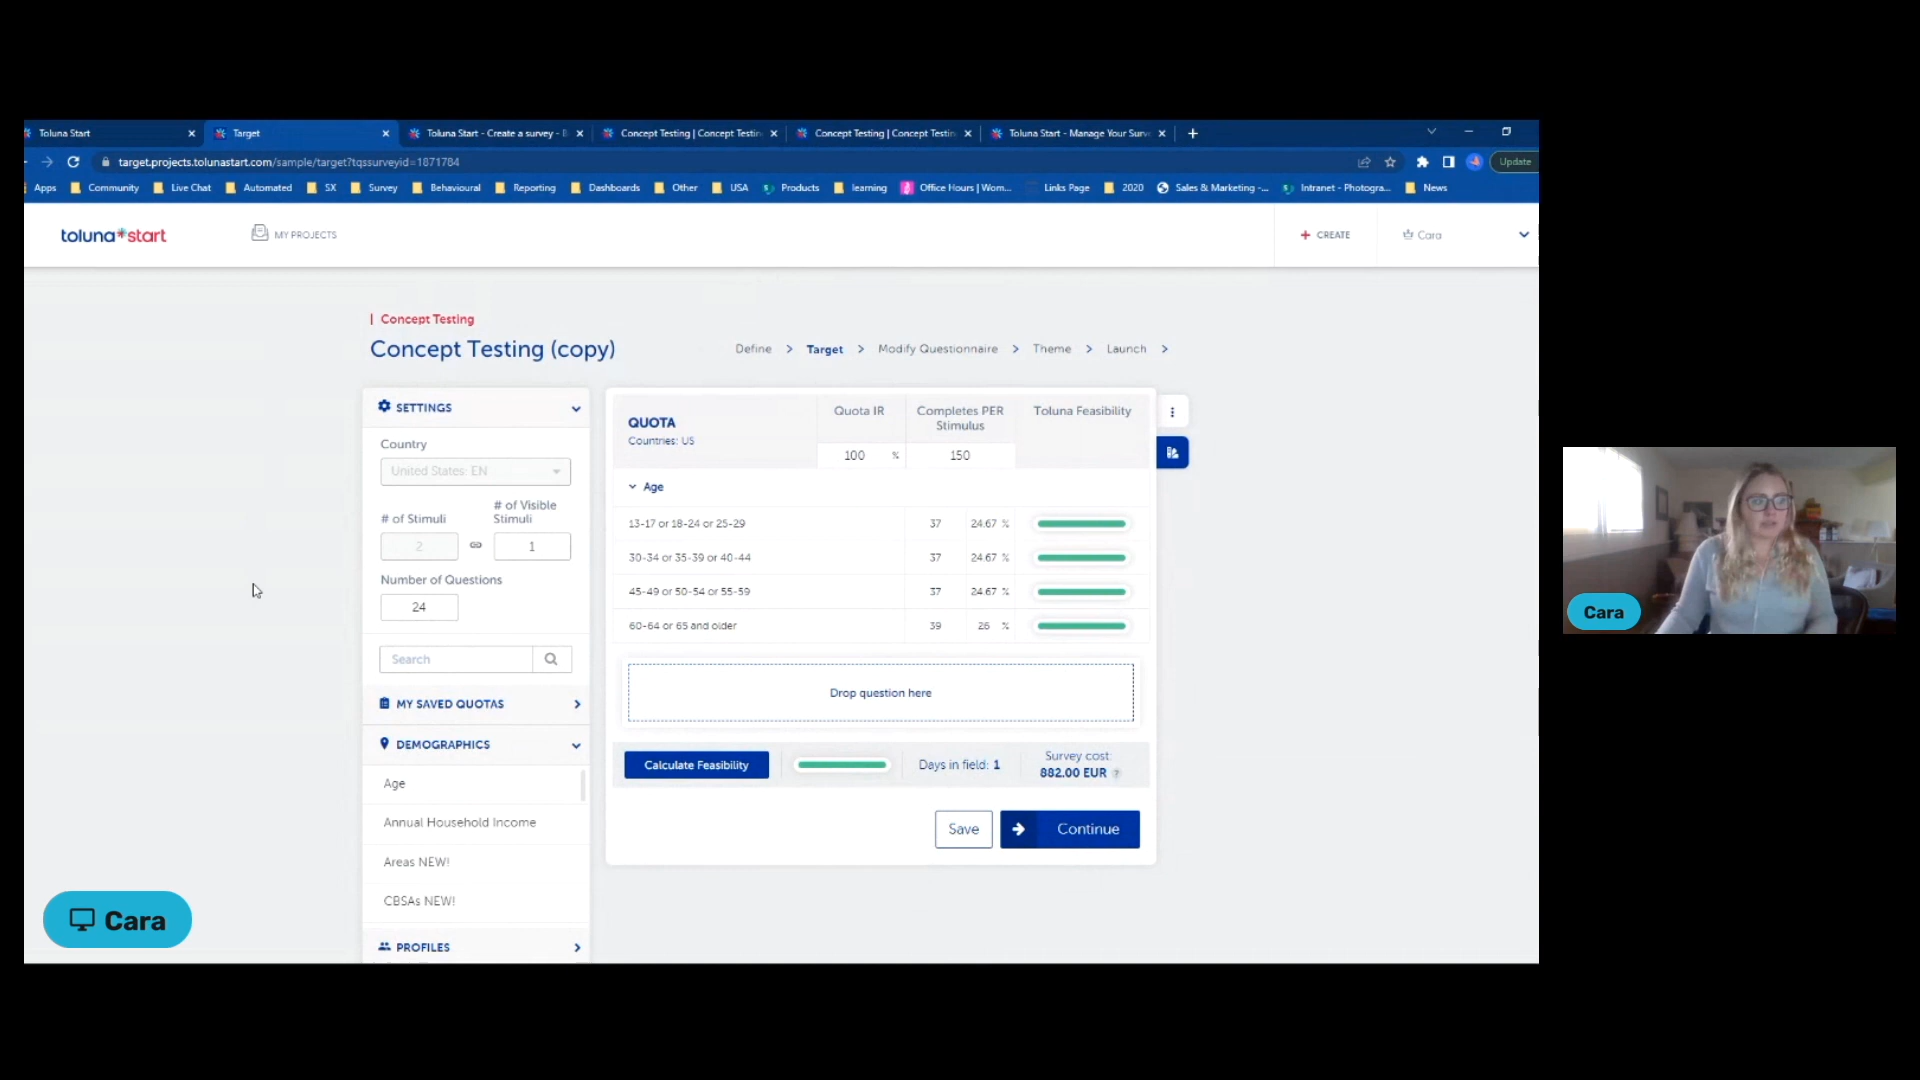 Toluna Start
Target
Toluna Start - Create a survey -
Concept Testing | Concept Testin
Concept Testing | Concept Testin
Toluna Start - Manage Your Surv
target.projects.tolunastart.com/sample/target?tqssurveyid=1871784
Update
Apps
Community
Live Chat
Automated
SX
Survey
Behavioural
Reporting
Dashboards
Other
USA
Products
learning
Office Hours | Wom...
Links Page
2020
Sales & Marketing -...
Intranet - Photogra...
News
toluna*start
MY PROJECTS
+ CREATE
Cara
Concept Testing
Concept Testing (copy)
Define > Target > Modify Questionnaire > Theme > Launch >
SETTINGS
Country
United States: EN
# of Stimuli
# of Visible
Stimuli
2
1
Number of Questions
24
Search
MY SAVED QUOTAS
DEMOGRAPHICS
Age
Annual Household Income
Areas NEW!
CBSAs NEW!
PROFILES
QUOTA
Countries: US
Quota IR
100 %
Completes PER
Stimulus
150
Toluna Feasibility
Age
13-17 or 18-24 or 25-29 37 24.67 %
30-34 or 35-39 or 40-44 37 24.67 %
45-49 or 50-54 or 55-59 37 24.67 %
60-64 or 65 and older 39 26 %
Drop question here
Calculate Feasibility
Days in field: 1
Survey cost:
882.00 EUR ?
Save
Continue
Cara
Cara